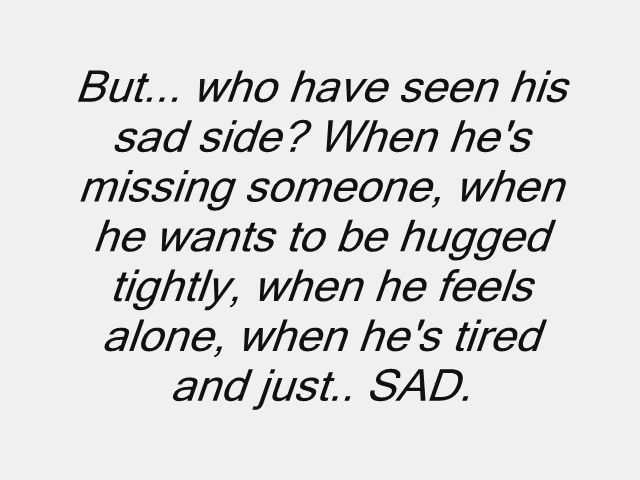 But... who have seen his
sad side? When he's
missing someone, when
he wants to be hugged
tightly, when he feels
alone, when he's tired
and just.. SAD.